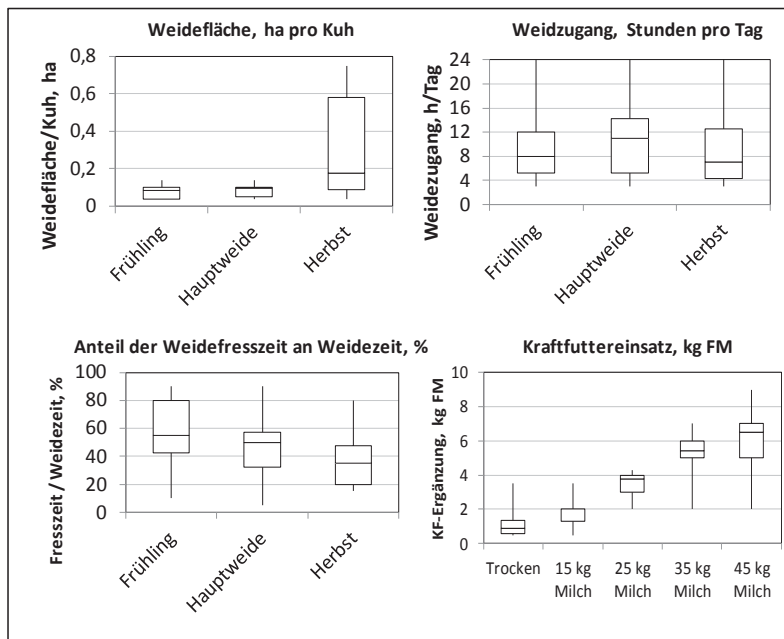 Weidefläche, ha pro Kuh
Weidefläche/Kuh, ha
0,8
0,6
0,4
0,2
0
Frühling
Hauptweide
Herbst
Weidzugang, Stunden pro Tag
Weidezugang, h/Tag
24
20
16
12
8
4
0
Frühling
Hauptweide
Herbst
Anteil der Weidefresszeit an Weidezeit, %
Fresszeit / Weidezeit, %
100
80
60
40
20
0
Frühling
Hauptweide
Herbst
Kraftfuttereinsatz, kg FM
KF-Ergänzung, kg FM
10
8
6
4
2
0
Trocken 15 kg 25 kg 35 kg 45 kg
Milch Milch Milch Milch